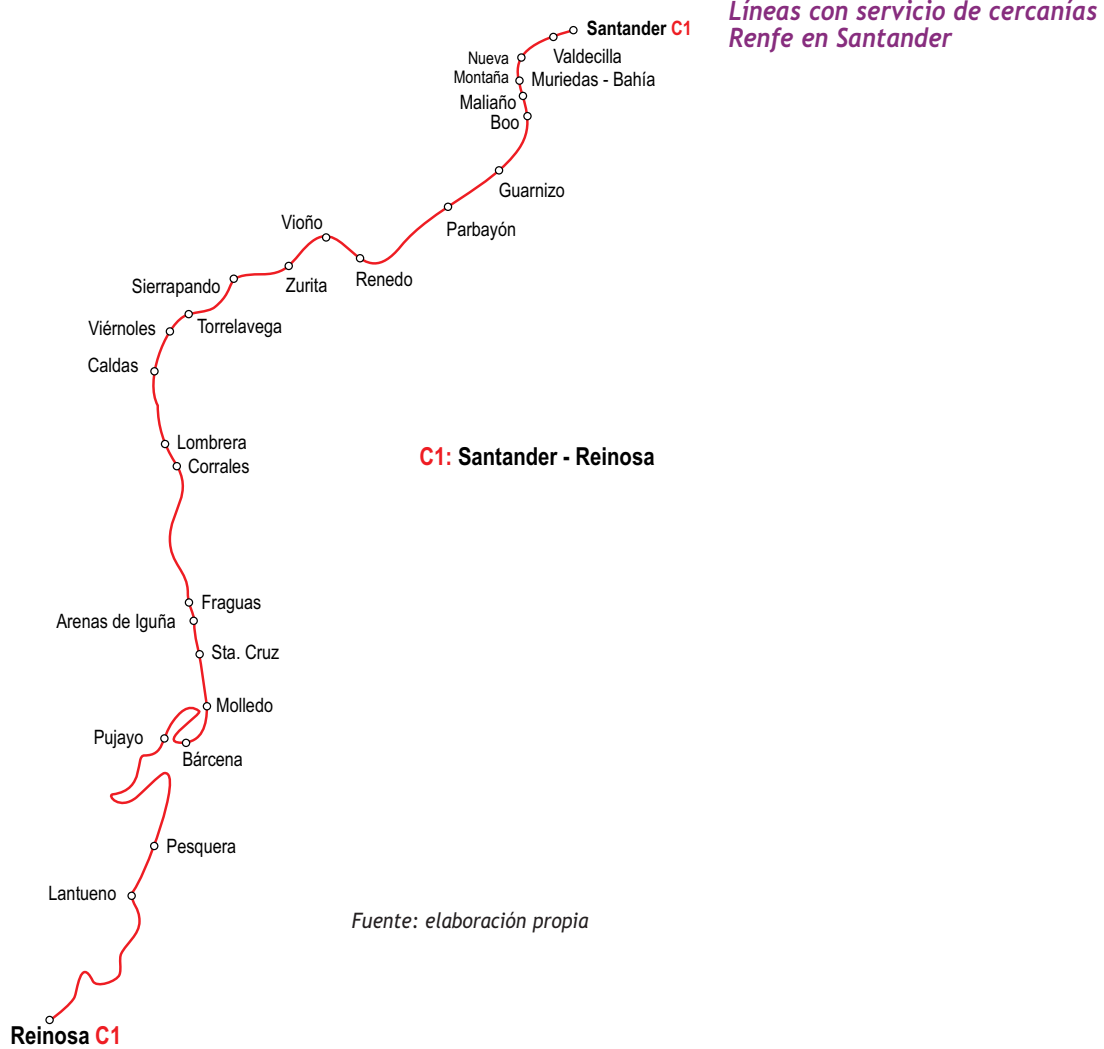 Líneas con servicio de cercanías
Renfe en Santander
Santander C1
Valdecilla
Nueva
Montaña
Muriedas - Bahía
Maliaño
Boo
Guarnizo
Parbayón
Vioño
Renedo
Zurita
Sierrapando
Torrelavega
Viérnoles
Caldas
Lombrera
C1: Santander - Reinosa
Corrales
Fraguas
Arenas de Iguña
Sta. Cruz
Molledo
Pujayo
Bárcena
Pesquera
Lantueno
Fuente: elaboración propia
Reinosa C1